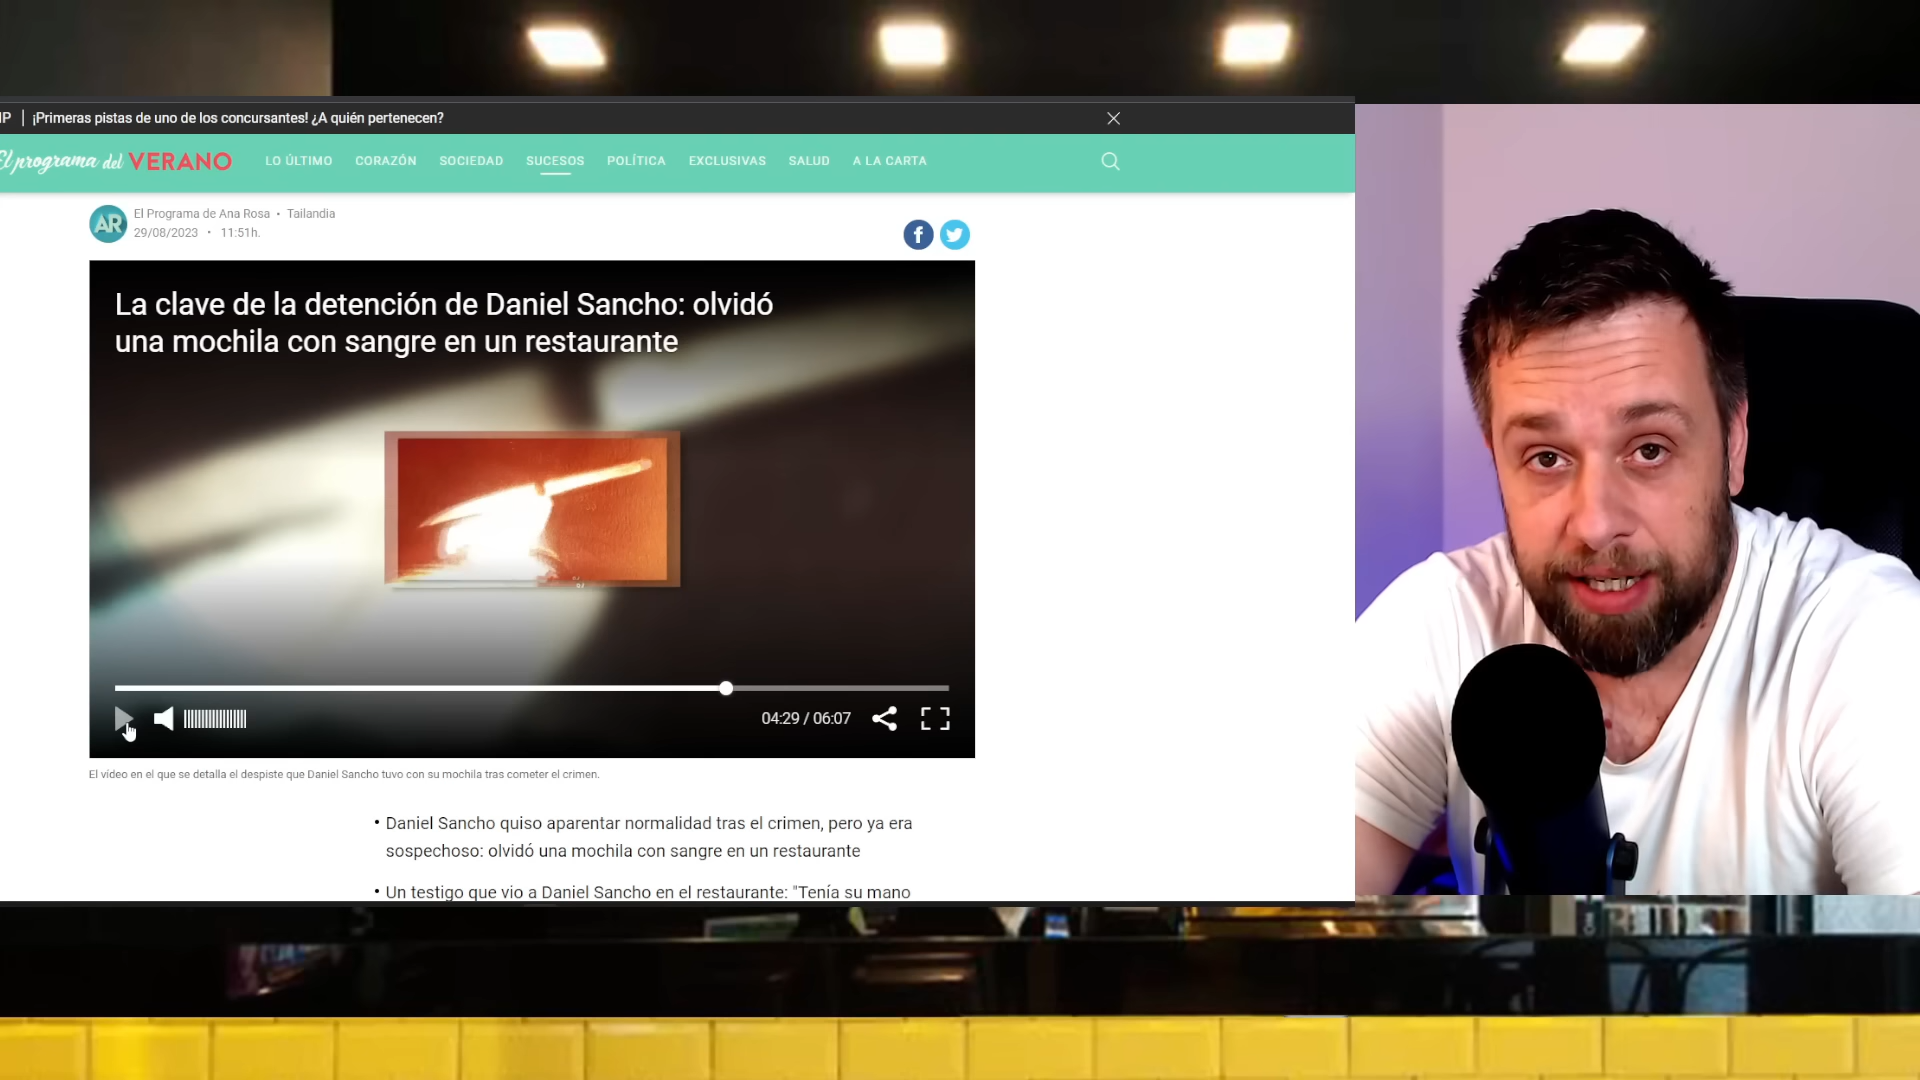 ¡Primeras pistas de uno de los concursantes! ¿A quién pertenecen?
El programa del VERANO
LO ÚLTIMO CORAZÓN SOCIEDAD SUCESOS POLÍTICA EXCLUSIVAS SALUD A LA CARTA
AR
El Programa de Ana Rosa • Tailandia
29/08/2023 • 11:51h.
La clave de la detención de Daniel Sancho: olvidó
una mochila con sangre en un restaurante
04:29 / 06:07
El vídeo en el que se detalla el despiste que Daniel Sancho tuvo con su mochila tras cometer el crimen.
• Daniel Sancho quiso aparentar normalidad tras el crimen, pero ya era
sospechoso: olvidó una mochila con sangre en un restaurante
• Un testigo que vio a Daniel Sancho en el restaurante: "Tenía su mano